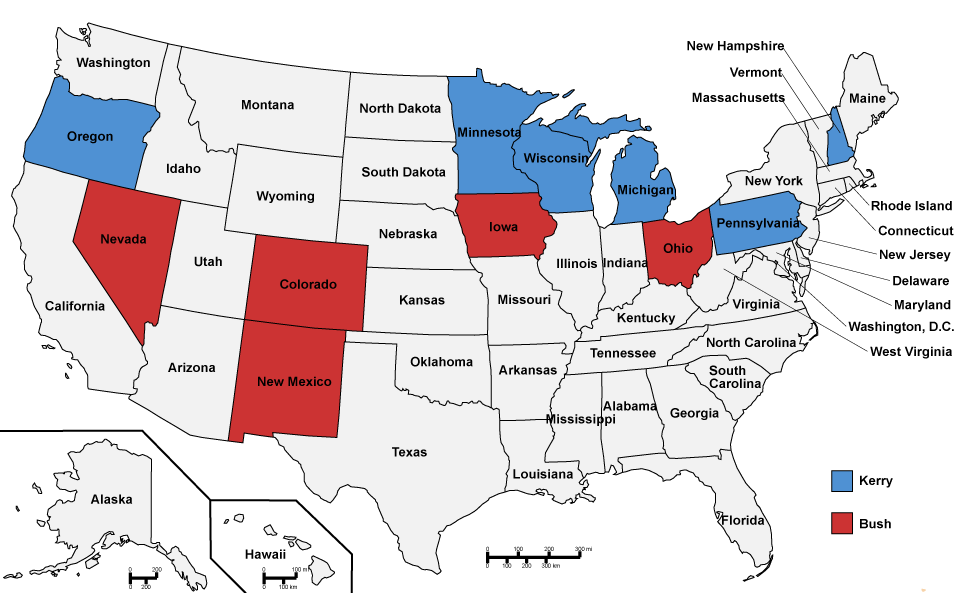 New Hampshire
Vermont
Massachusetts
Washington
Maine
Montana
North Dakota
Minnesota
Oregon
Wisconsin
Idaho
South Dakota
Michigan
New York
Wyoming
Rhode Island
Pennsylvania
Connecticut
Nevada
Nebraska
Iowa
Ohio
New Jersey
Utah
Illinois
Indiana
Delaware
Colorado
Kansas
Missouri
California
Virginia
Maryland
Kentucky
Washington, D.C.
North Carolina
West Virginia
Tennessee
Arizona
Oklahoma
Arkansas
South
Carolina
New Mexico
Mississippi
Alabama
Georgia
Texas
Louisiana
Kerry
Alaska
Florida
Bush
Hawaii
0 100 200 300 mi
0 100 200 300 km
0 200
0 200
0 100 mi
0 100 km